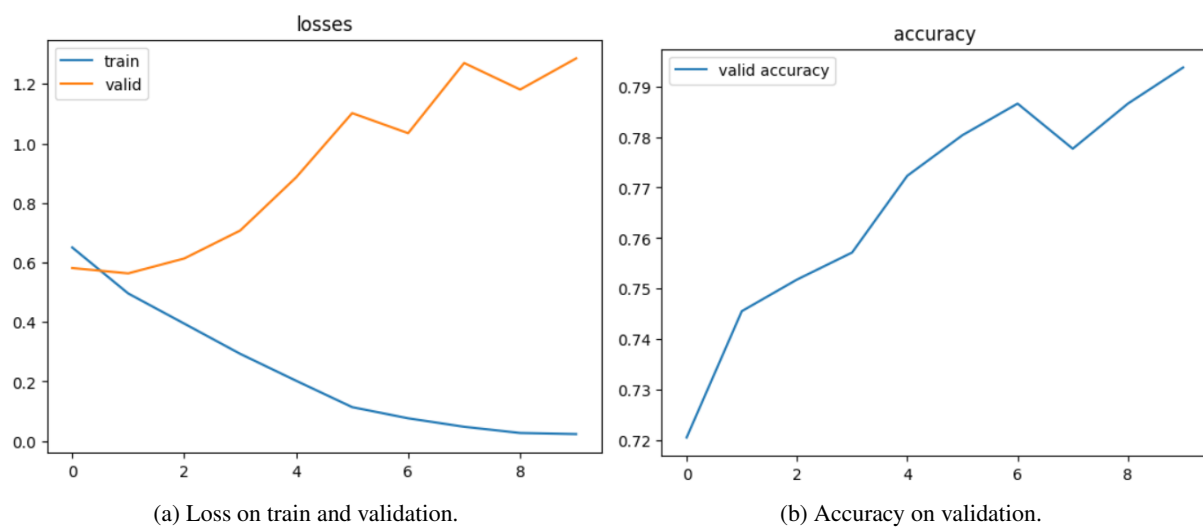 losses
train
valid
1.2
1.0
0.8
0.6
0.4
0.2
0.0
0 2 4 6 8
(a) Loss on train and validation.
accuracy
valid accuracy
0.79
0.78
0.77
0.76
0.75
0.74
0.73
0.72
0 2 4 6 8
(b) Accuracy on validation.